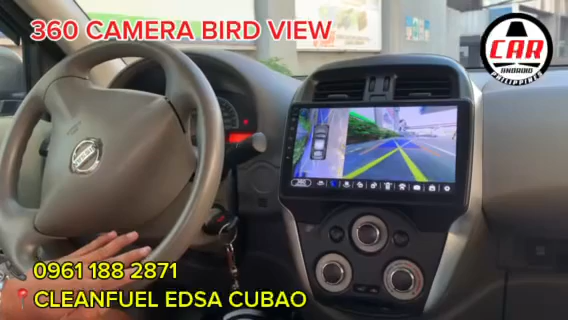 360 CAMERA BIRD VIEW
CAR
ANDROID
PHILIPPINES
0961 188 2871
📍CLEANFUEL EDSA CUBAO